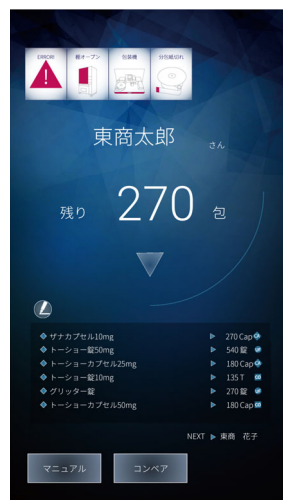 ERROR! 棚オープン 包装機 分包紙切れ
東商太郎 さん
残り 270 包
ザナカプセル10mg 270 Cap
トーショー錠50mg 540 錠
トーショーカプセル25mg 180 Cap
トーショー錠10mg 135 T
グリッター錠 270 錠
トーショーカプセル50mg 180 Cap
NEXT ▶ 東商 花子
マニュアル コンベア